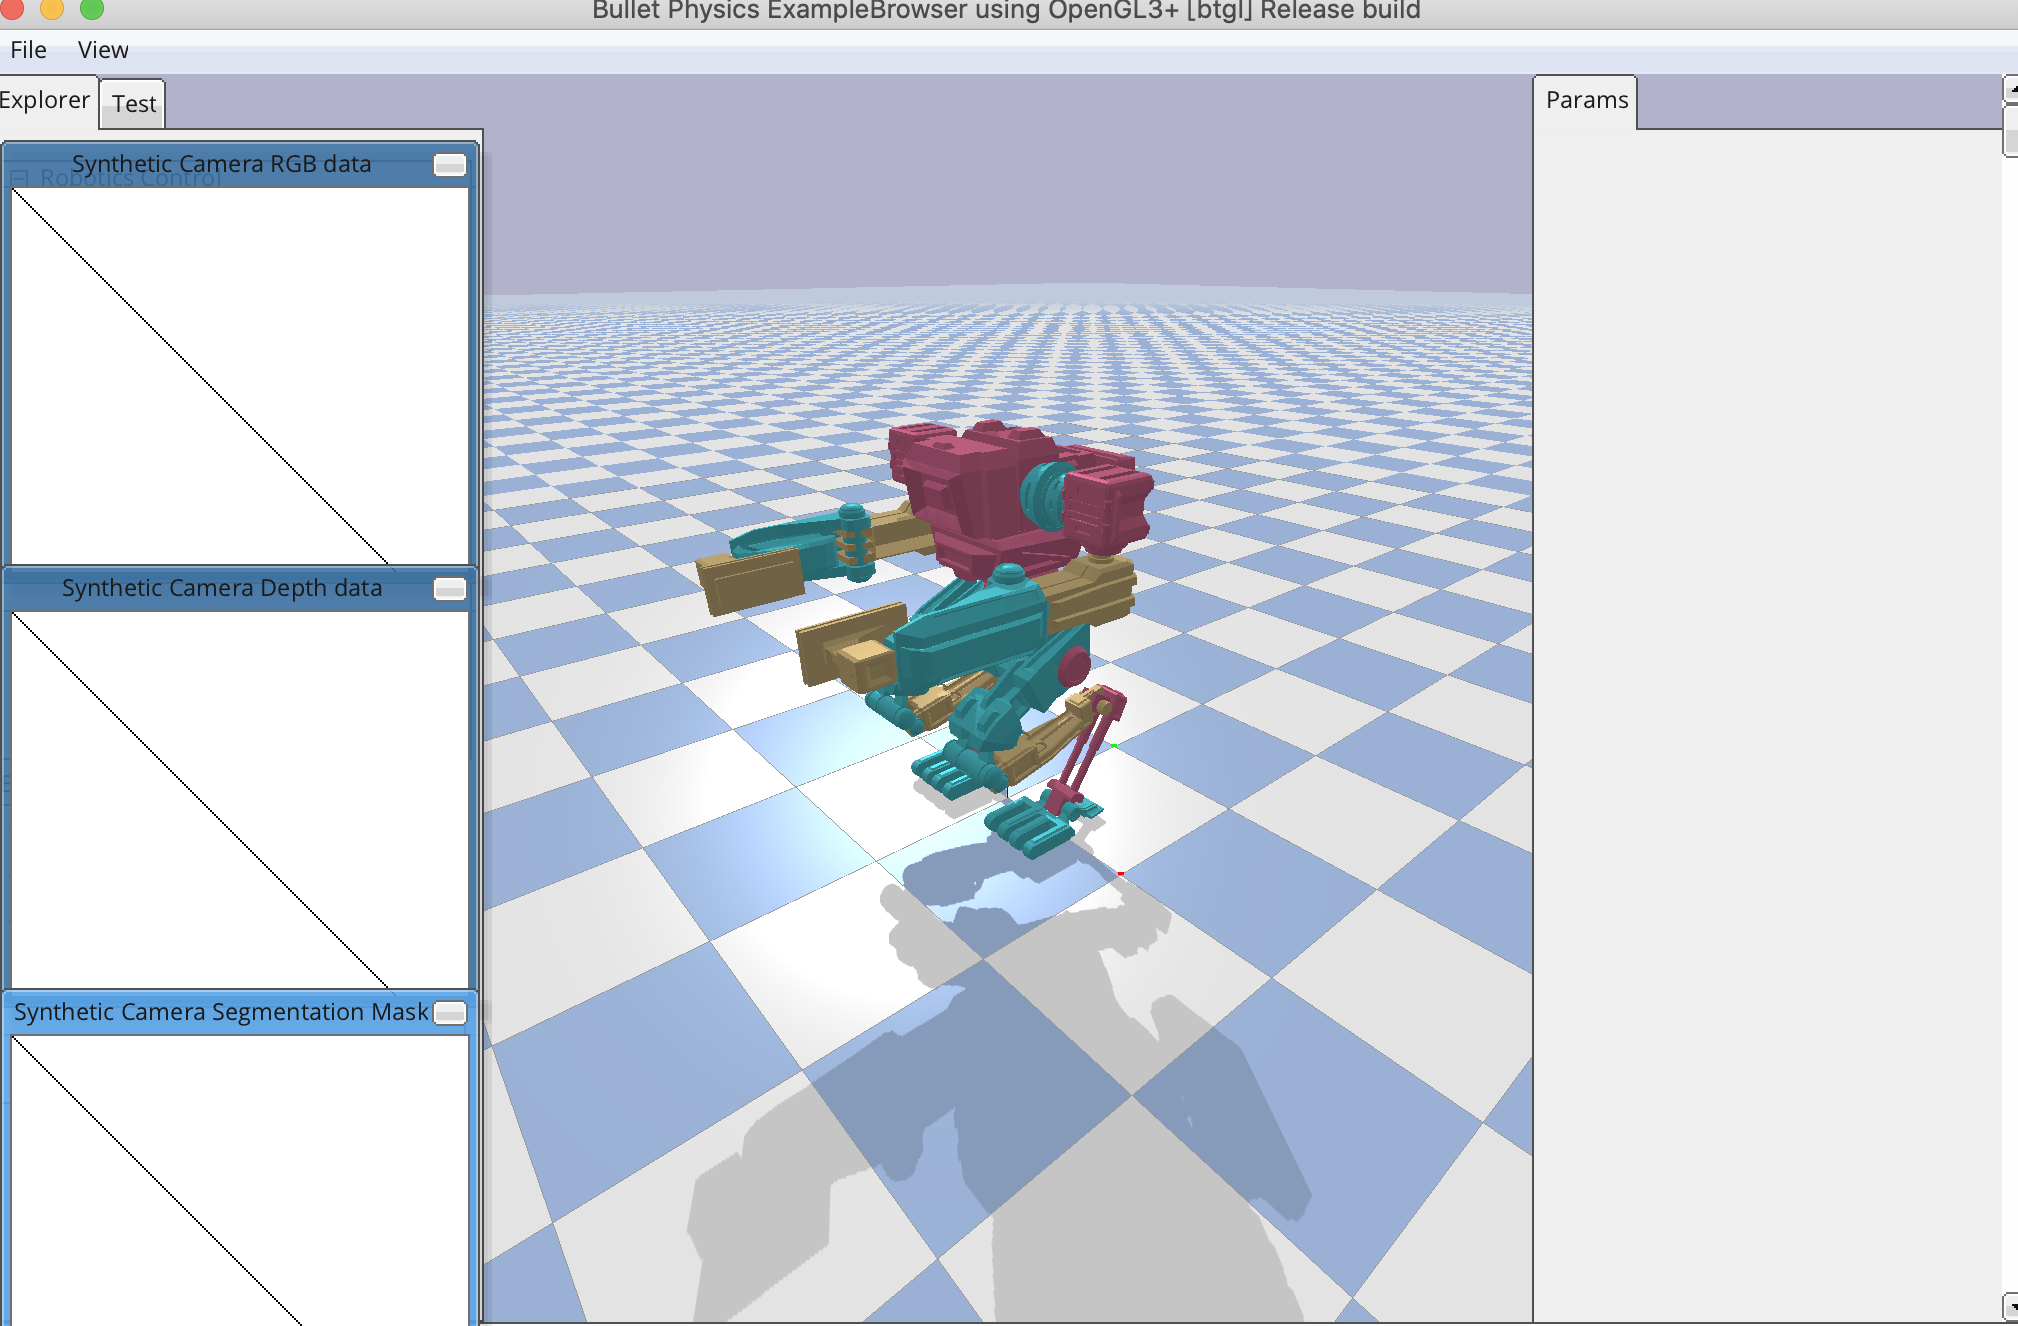 Bullet Physics ExampleBrowser using OpenGL3+ [btgl] Release build
File View
Explorer Test
Params
Synthetic Camera RGB data
Robotics Control
Synthetic Camera Depth data
Synthetic Camera Segmentation Mask